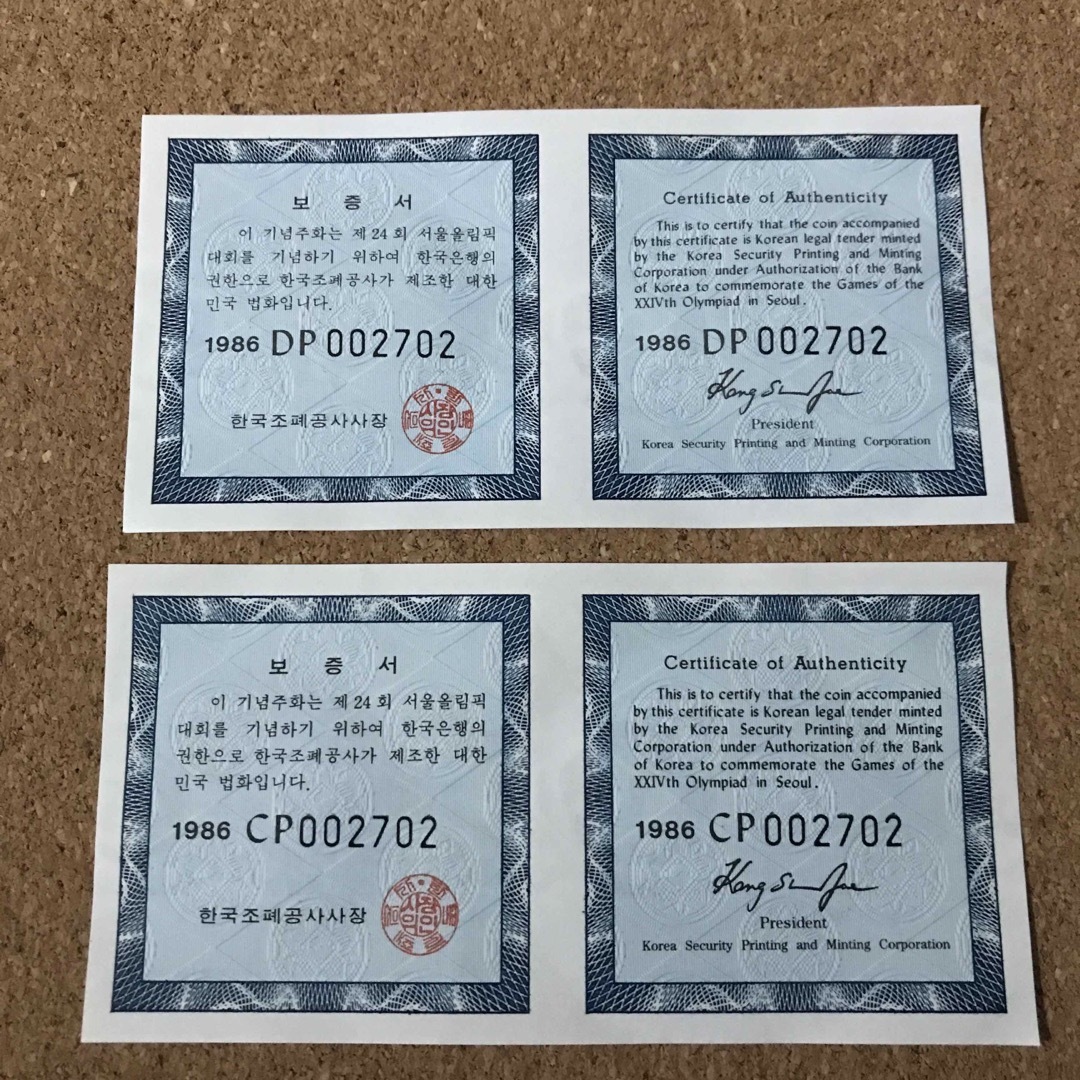 보 증 서
이 기념주화는 제 24 회 서울올림픽
대회를 기념하기 위하여 한국은행의
권한으로 한국조폐공사가 제조한 대한
민국 법화입니다.
1986 DP 002702
한국조폐공사사장
Certificate of Authenticity
This is to certify that the coin accompanied
by this certificate is Korean legal tender minted
by the Korea Security Printing and Minting
Corporation under Authorization of the Bank
of Korea to commemorate the Games of the
XXIVth Olympiad in Seoul.
1986 DP 002702
President
Korea Security Printing and Minting Corporation
보 증 서
이 기념주화는 제 24 회 서울올림픽
대회를 기념하기 위하여 한국은행의
권한으로 한국조폐공사가 제조한 대한
민국 법화입니다.
1986 CP002702
한국조폐공사사장
Certificate of Authenticity
This is to certify that the coin accompanied
by this certificate is Korean legal tender minted
by the Korea Security Printing and Minting
Corporation under Authorization of the Bank
of Korea to commemorate the Games of the
XXIVth Olympiad in Seoul.
1986 CP002702
President
Korea Security Printing and Minting Corporation